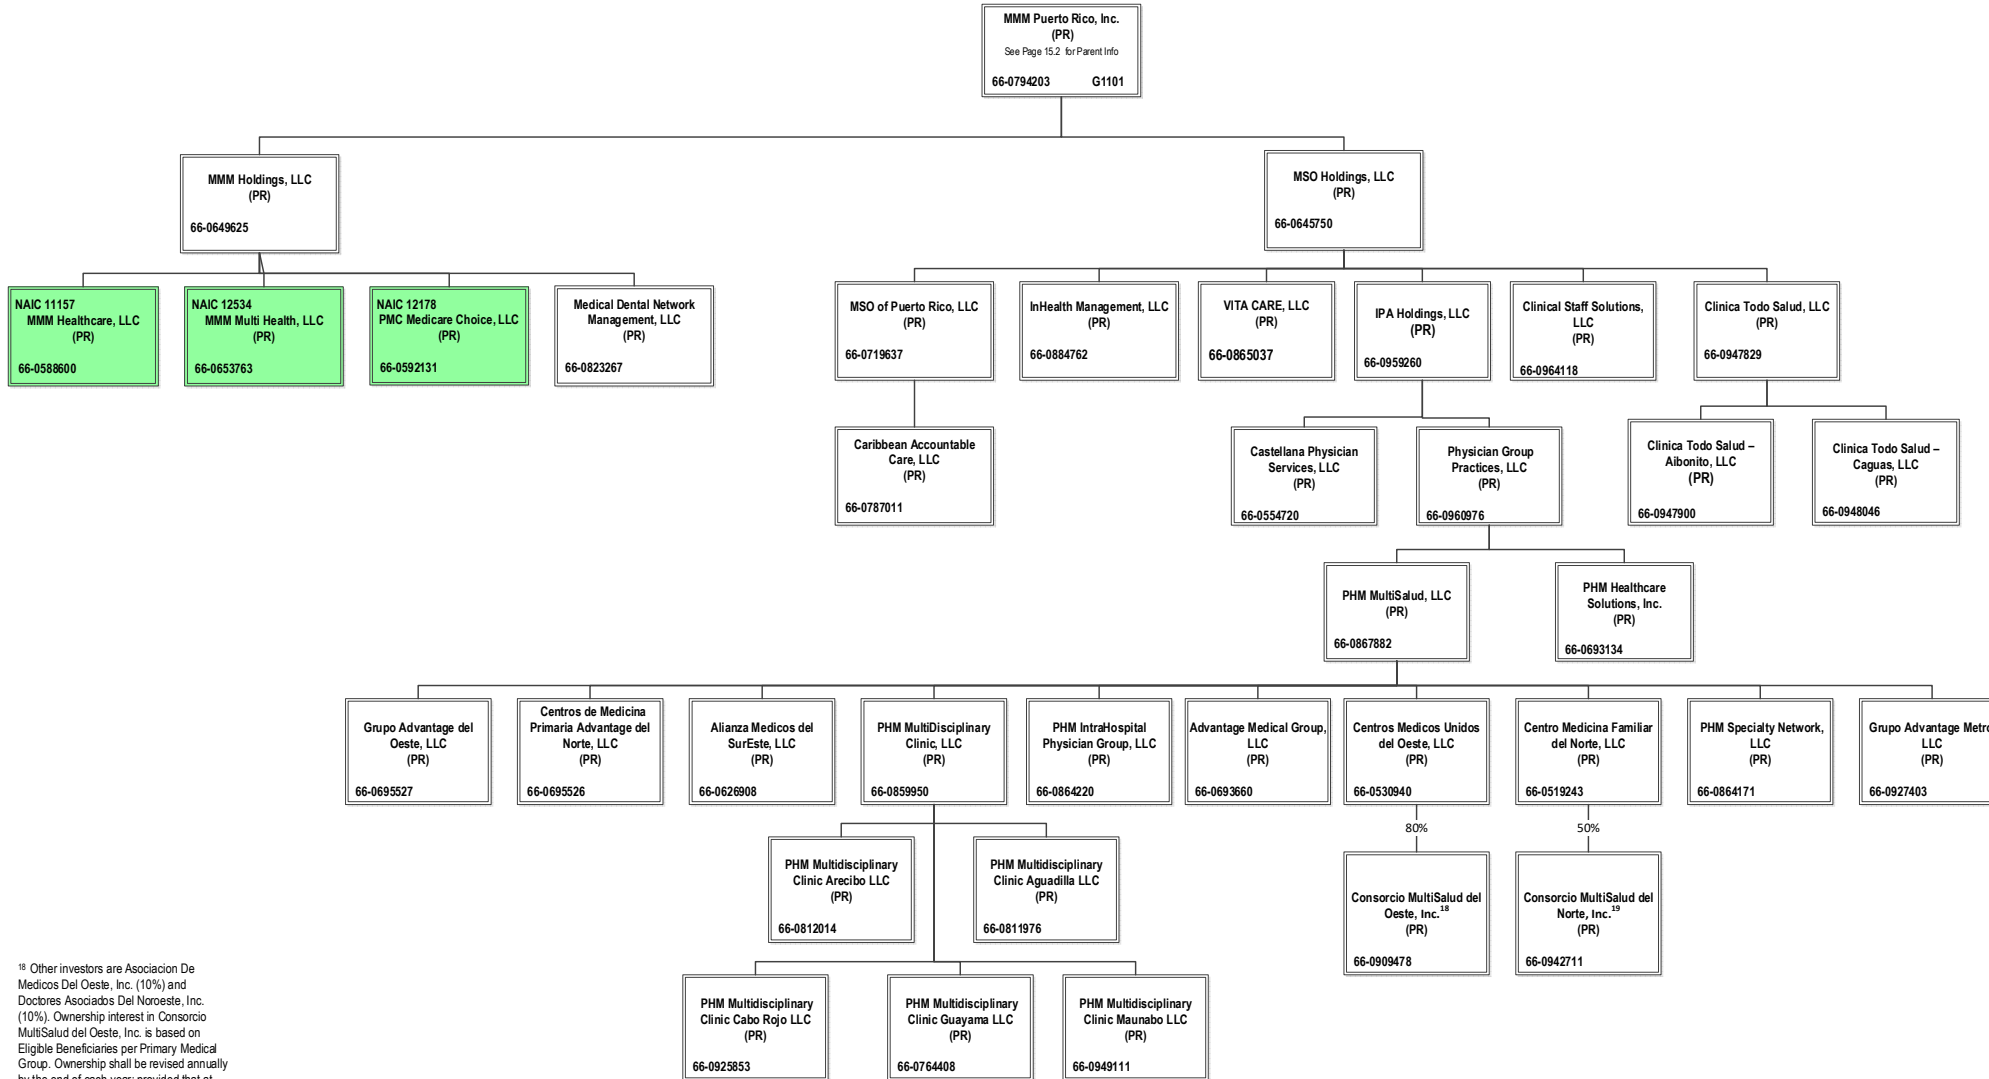 MMM Puerto Rico, Inc.
(PR)
See Page 15.2 for Parent Info
66-0794203 G1101
MMM Holdings, LLC
(PR)
66-0649625
MSO Holdings, LLC
(PR)
66-0645750
NAIC 11157
MMM Healthcare, LLC
(PR)
66-0588600
NAIC 12534
MMM Multi Health, LLC
(PR)
66-0653763
NAIC 12178
PMC Medicare Choice, LLC
(PR)
66-0592131
Medical Dental Network
Management, LLC
(PR)
66-0823267
MSO of Puerto Rico, LLC
(PR)
66-0719637
InHealth Management, LLC
(PR)
66-0884762
VITA CARE, LLC
(PR)
66-0865037
IPA Holdings, LLC
(PR)
66-0959260
Clinical Staff Solutions,
LLC
(PR)
66-0964118
Clinica Todo Salud, LLC
(PR)
66-0947829
Caribbean Accountable
Care, LLC
(PR)
66-0787011
Castellana Physician
Services, LLC
(PR)
66-0554720
Physician Group
Practices, LLC
(PR)
66-0960976
Clinica Todo Salud –
Aibonito, LLC
(PR)
66-0947900
Clinica Todo Salud –
Caguas, LLC
(PR)
66-0948046
PHM MultiSalud, LLC
(PR)
66-0867882
PHM Healthcare
Solutions, Inc.
(PR)
66-0693134
Grupo Advantage del
Oeste, LLC
(PR)
66-0695527
Centros de Medicina
Primaria Advantage del
Norte, LLC
(PR)
66-0695526
Alianza Medicos del
SurEste, LLC
(PR)
66-0626908
PHM MultiDisciplinary
Clinic, LLC
(PR)
66-0859950
PHM IntraHospital
Physician Group, LLC
(PR)
66-0864220
Advantage Medical Group,
LLC
(PR)
66-0693660
Centros Medicos Unidos
del Oeste, LLC
(PR)
66-0530940
Centro Medicina Familiar
del Norte, LLC
(PR)
66-0519243
PHM Specialty Network,
LLC
(PR)
66-0864171
Grupo Advantage Metro
LLC
(PR)
66-0927403
80%
50%
PHM Multidisciplinary
Clinic Arecibo LLC
(PR)
66-0812014
PHM Multidisciplinary
Clinic Aguadilla LLC
(PR)
66-0811976
Consorcio MultiSalud del
Oeste, Inc.18
(PR)
66-0909478
Consorcio MultiSalud del
Norte, Inc.19
(PR)
66-0942711
PHM Multidisciplinary
Clinic Cabo Rojo LLC
(PR)
66-0925853
PHM Multidisciplinary
Clinic Guayama LLC
(PR)
66-0764408
PHM Multidisciplinary
Clinic Maunabo LLC
(PR)
66-0949111
18 Other investors are Asociacion De
Medicos Del Oeste, Inc. (10%) and
Doctores Asociados Del Noroeste, Inc.
(10%). Ownership interest in Consorcio
MultiSalud del Oeste, Inc. is based on
Eligible Beneficiaries per Primary Medical
Group. Ownership shall be revised annually
by the end of each year; provided that at